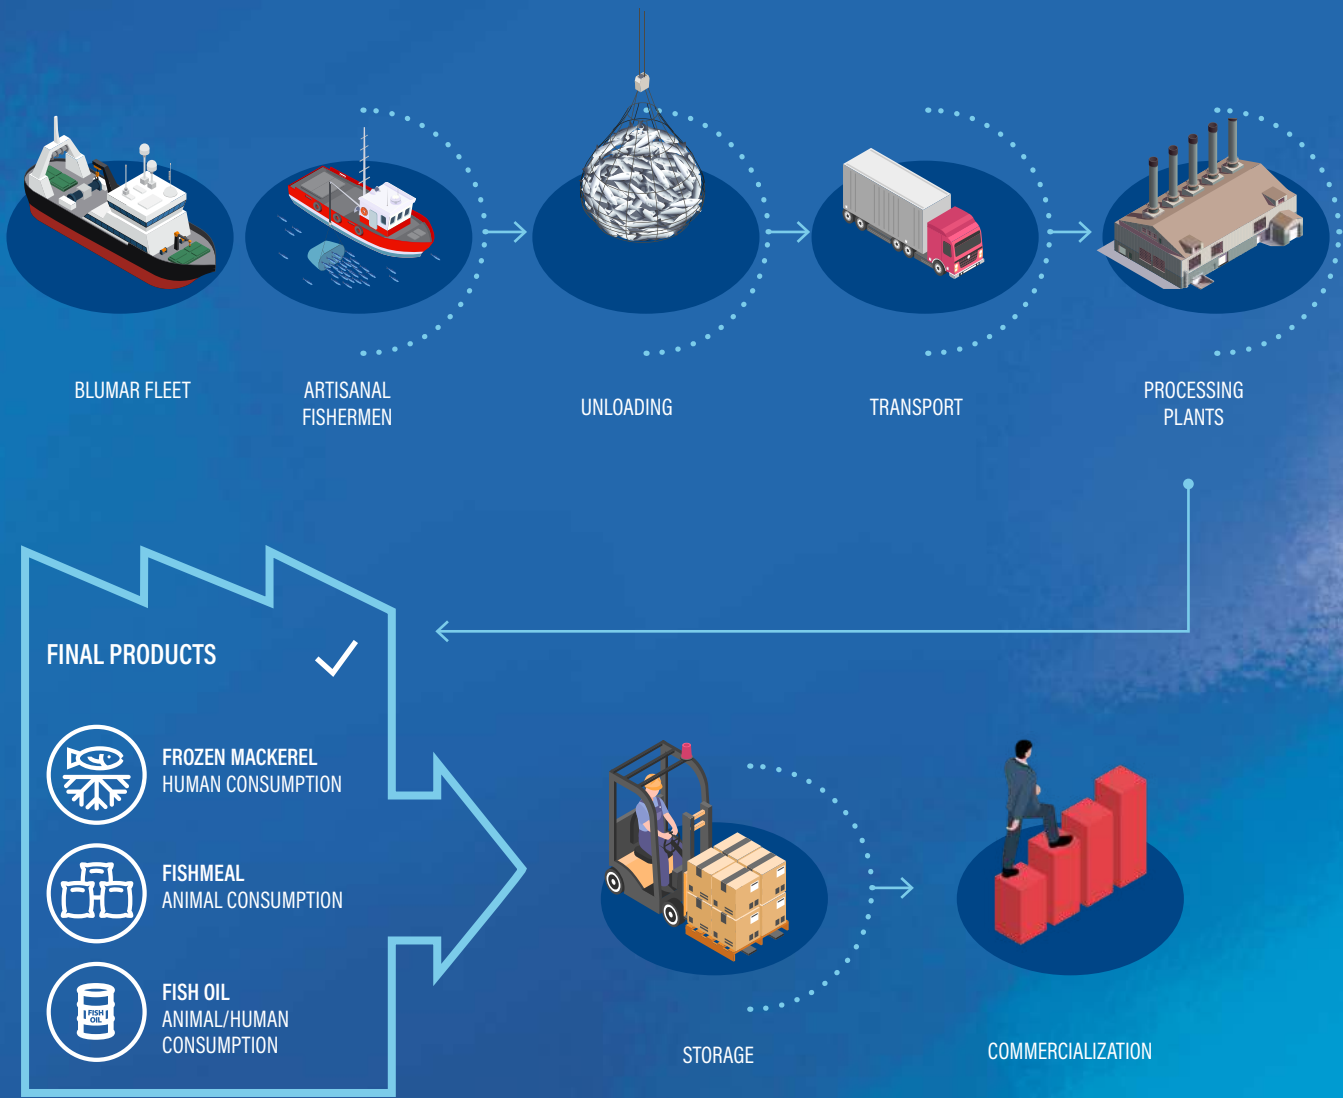 BLUMAR FLEET
ARTISANAL
FISHERMEN
UNLOADING
TRANSPORT
PROCESSING
PLANTS
FINAL PRODUCTS
FROZEN MACKEREL
HUMAN CONSUMPTION
FISHMEAL
ANIMAL CONSUMPTION
FISH
OIL
FISH OIL
ANIMAL/HUMAN
CONSUMPTION
STORAGE
COMMERCIALIZATION